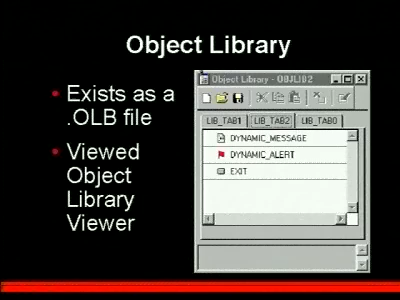 Object Library
• Exists as a
.OLB file
• Viewed
Object
Library
Viewer
Object Library - OBJLIB2
LIB_TAB1 LIB_TAB2 LIB_TAB0
DYNAMIC_MESSAGE
DYNAMIC_ALERT
EXIT